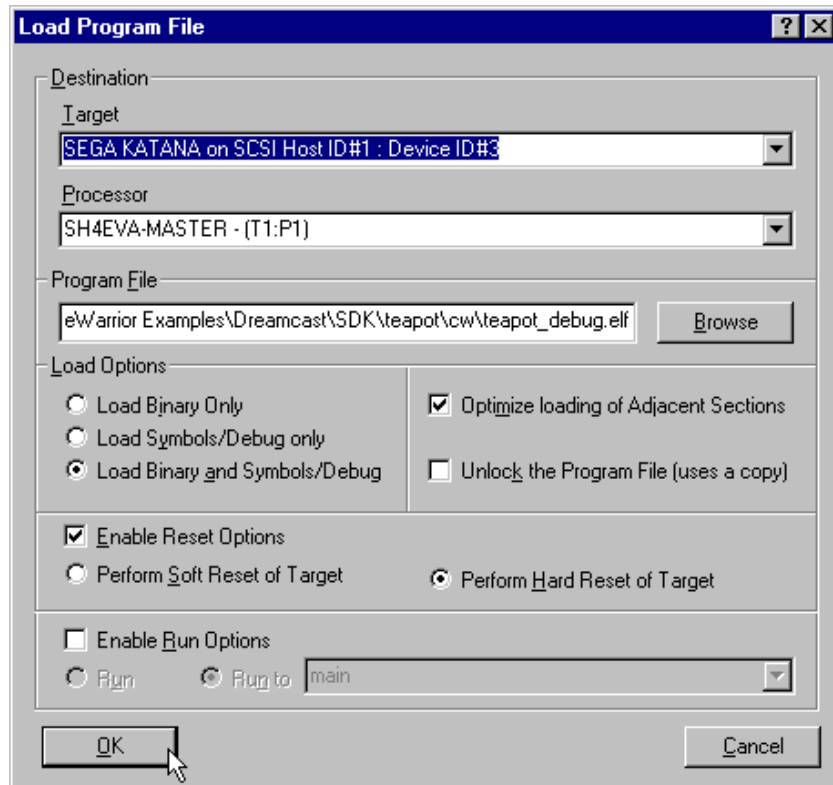 Load Program File
Destination
Target
SEGA KATANA on SCSI Host ID#1 : Device ID#3
Processor
SH4EVA-MASTER - (T1:P1)
Program File
eWarrior Examples\Dreamcast\SDK\teapot\cw\teapot_debug.elf
Browse
Load Options
Load Binary Only
Load Symbols/Debug only
Load Binary and Symbols/Debug
Optimize loading of Adjacent Sections
Unlock the Program File (uses a copy)
Enable Reset Options
Perform Soft Reset of Target
Perform Hard Reset of Target
Enable Run Options
Run
Run to
main
OK
Cancel